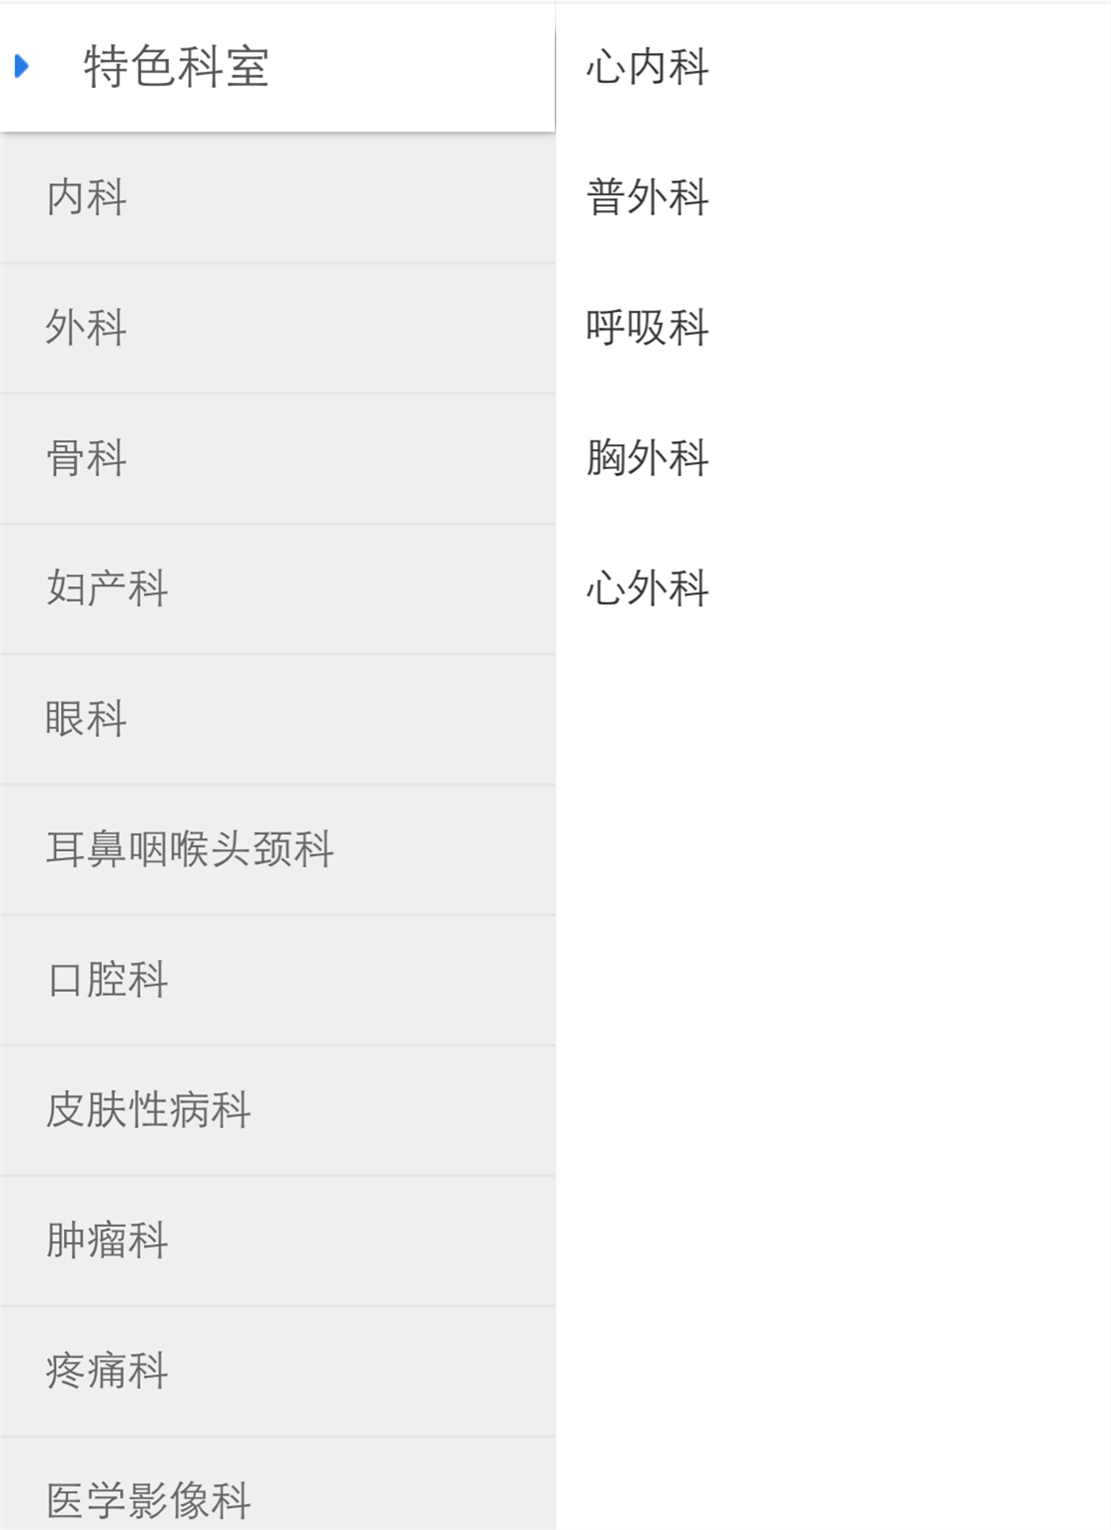 特色科室
内科
外科
骨科
妇产科
眼科
耳鼻咽喉头颈科
口腔科
皮肤性病科
肿瘤科
疼痛科
医学影像科
心内科
普外科
呼吸科
胸外科
心外科